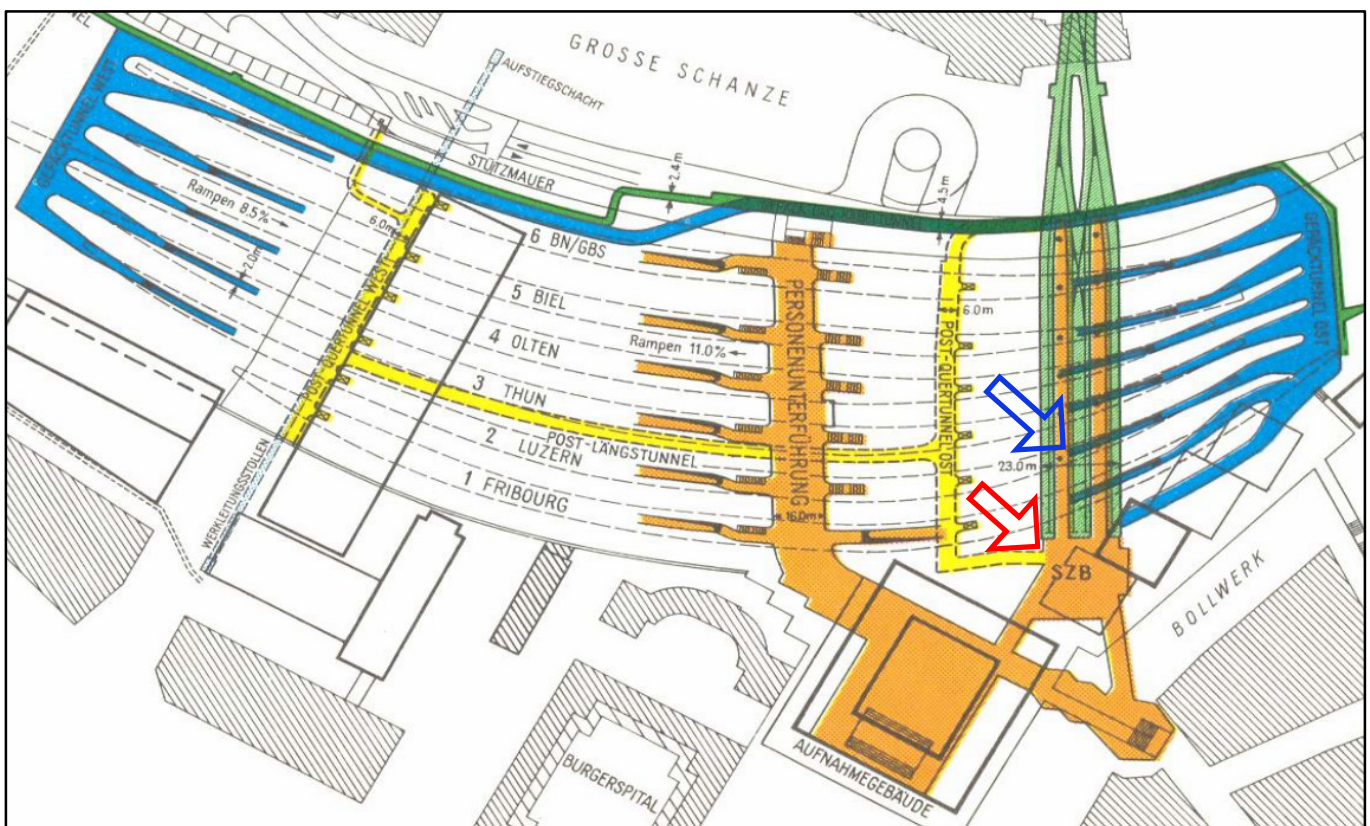 NEL
GEPÄCKTUNNEL WEST
GROSSE SCHANZE
AUFSTIEGSCHACHT
STÜTZMAUER
2.4m
4.5m
Rampen 8.5%
2.0m
6.0m
POST-QUERTUNNEL WEST
6 BN/GBS
5 BIEL
4 OLTEN
3 THUN
2 LUZERN
1 FRIBOURG
Rampen 11.0%
PERSONENUNTERFÜHRUNG
16.0m
POST-LÄNGSTUNNEL
POST-QUERTUNNEL OST
6.0m
23.0m
GEPÄCKTUNNEL OST
WERKLEITUNGSSTOLLEN
SZB
BOLLWERK
BURGERSPITAL
AUFNAHMEGEBÄUDE